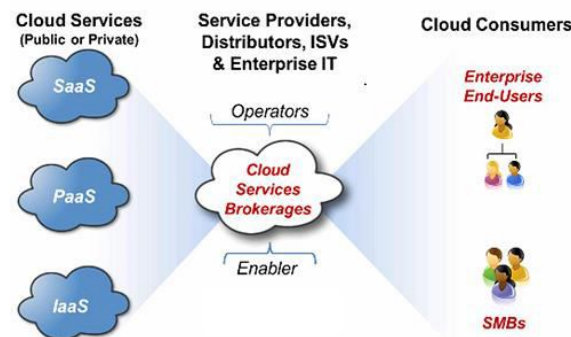 Cloud Services
(Public or Private)
SaaS
PaaS
IaaS
Service Providers,
Distributors, ISVs
& Enterprise IT
Operators
Cloud
Services
Brokerages
Enabler
Cloud Consumers
Enterprise
End-Users
SMBs